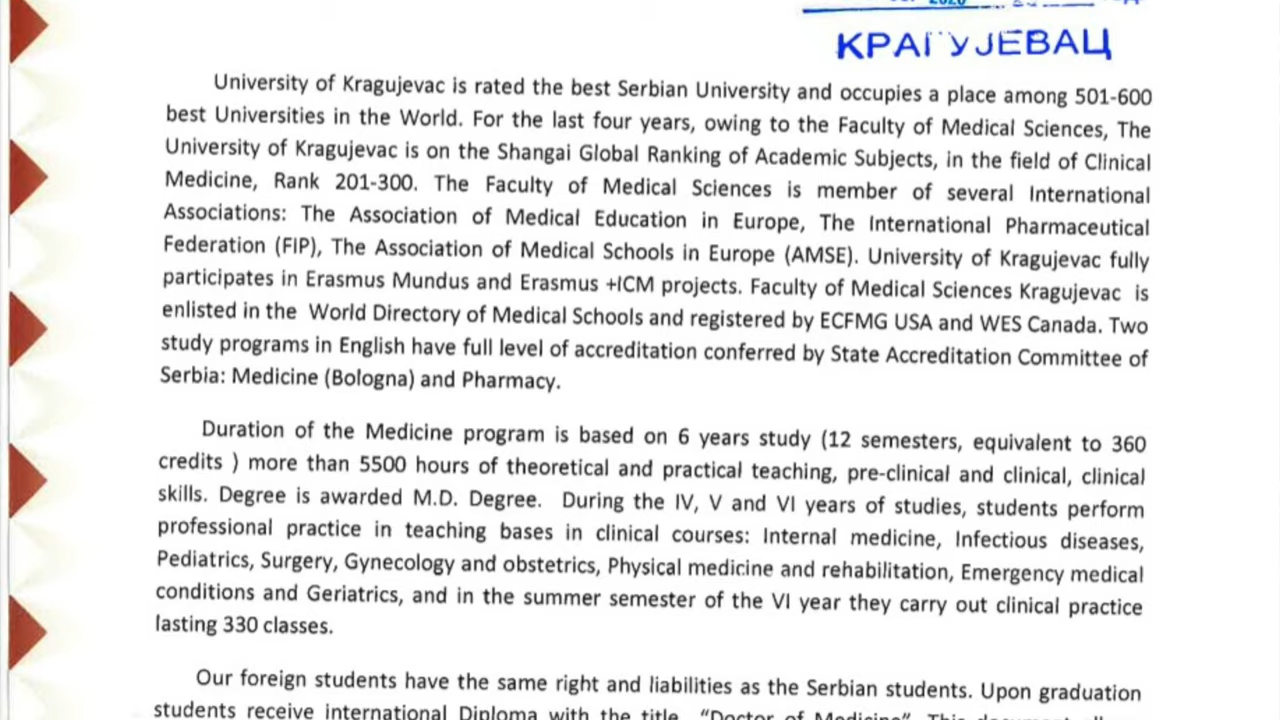 2020
КРАГУЈЕВАЦ
University of Kragujevac is rated the best Serbian University and occupies a place among 501-600
best Universities in the World. For the last four years, owing to the Faculty of Medical Sciences, The
University of Kragujevac is on the Shangai Global Ranking of Academic Subjects, in the field of Clinical
Medicine, Rank 201-300. The Faculty of Medical Sciences is member of several International
Associations: The Association of Medical Education in Europe, The International Pharmaceutical
Federation (FIP), The Association of Medical Schools in Europe (AMSE). University of Kragujevac fully
participates in Erasmus Mundus and Erasmus +ICM projects. Faculty of Medical Sciences Kragujevac is
enlisted in the World Directory of Medical Schools and registered by ECFMG USA and WES Canada. Two
study programs in English have full level of accreditation conferred by State Accreditation Committee of
Serbia: Medicine (Bologna) and Pharmacy.
Duration of the Medicine program is based on 6 years study (12 semesters, equivalent to 360
credits ) more than 5500 hours of theoretical and practical teaching, pre-clinical and clinical, clinical
skills. Degree is awarded M.D. Degree. During the IV, V and VI years of studies, students perform
professional practice in teaching bases in clinical courses: Internal medicine, Infectious diseases,
Pediatrics, Surgery, Gynecology and obstetrics, Physical medicine and rehabilitation, Emergency medical
conditions and Geriatrics, and in the summer semester of the VI year they carry out clinical practice
lasting 330 classes.
Our foreign students have the same right and liabilities as the Serbian students. Upon graduation
students receive international Diploma with the title "Doctor of Medicine". This document